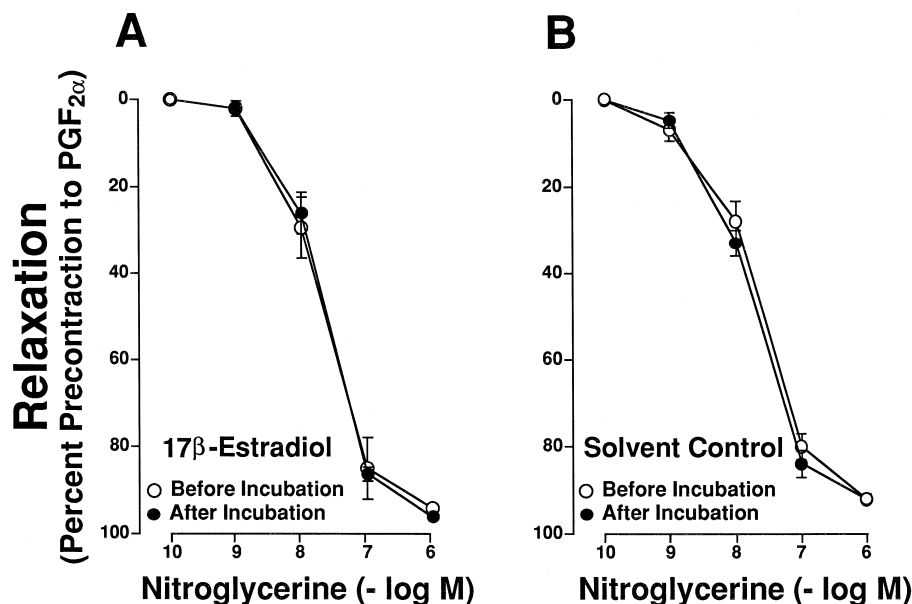 A
B
Relaxation
(Percent Precontraction to PGF2α)
0
20
40
60
80
100
17β-Estradiol
Before Incubation
After Incubation
10 9 8 7 6
Nitroglycerine (- log M)
0
20
40
60
80
100
Solvent Control
Before Incubation
After Incubation
10 9 8 7 6
Nitroglycerine (- log M)